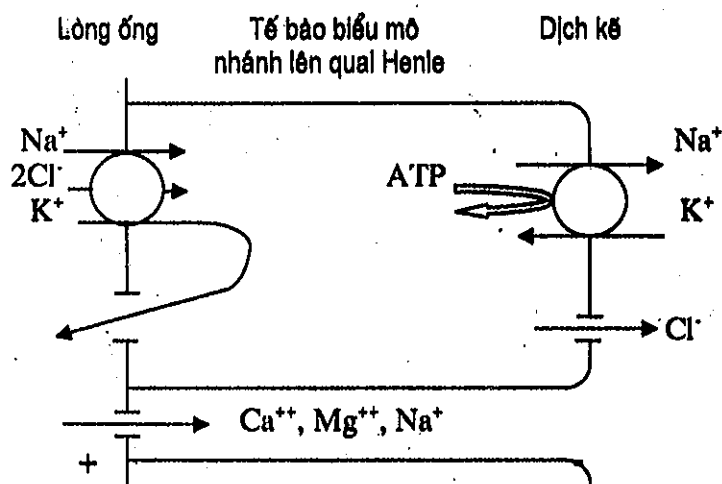 Lòng ống
Tế bào biểu mô
nhánh lên quai Henle
Dịch kẽ
Na⁺
2Cl⁻
K⁺
ATP
Na⁺
K⁺
Cl⁻
Ca⁺⁺, Mg⁺⁺, Na⁺
+